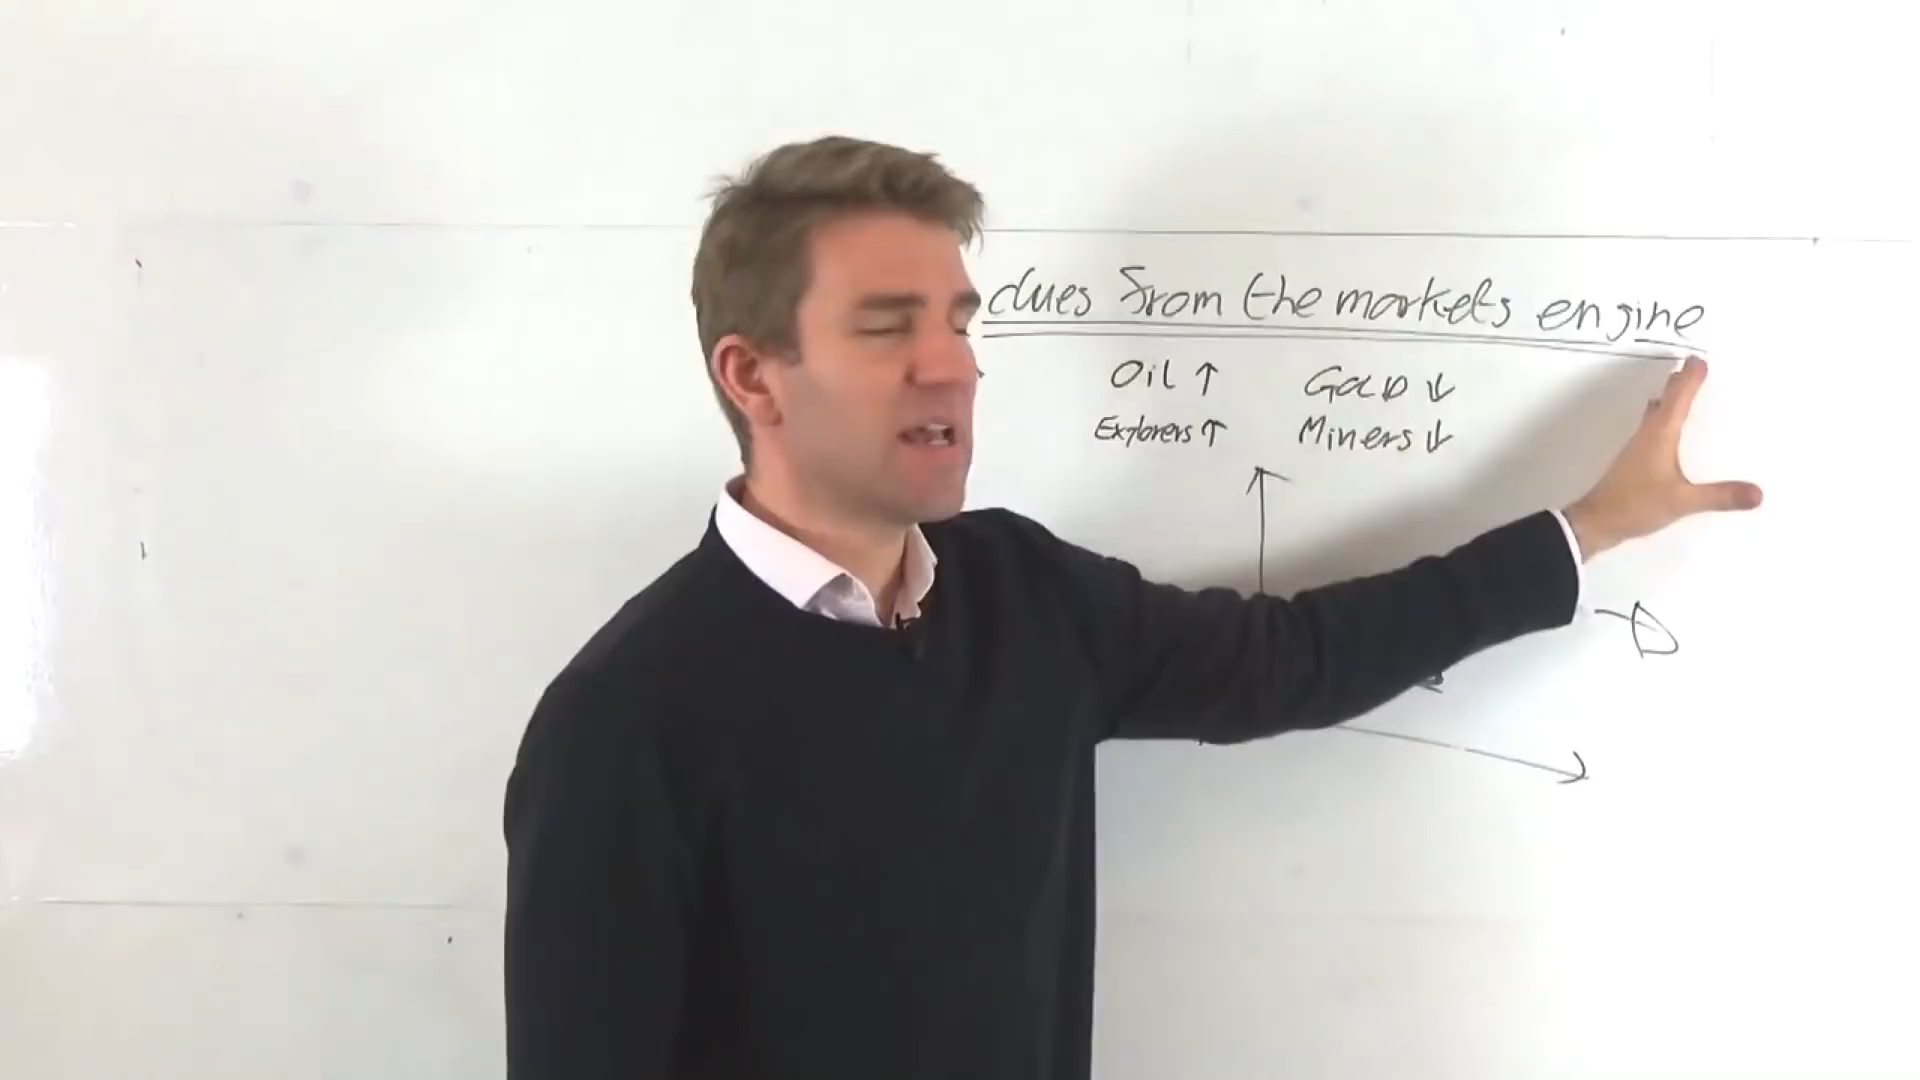 clues from the markets engine
Oil ↑ Gold ↓
Explorers ↑ Miners ↓